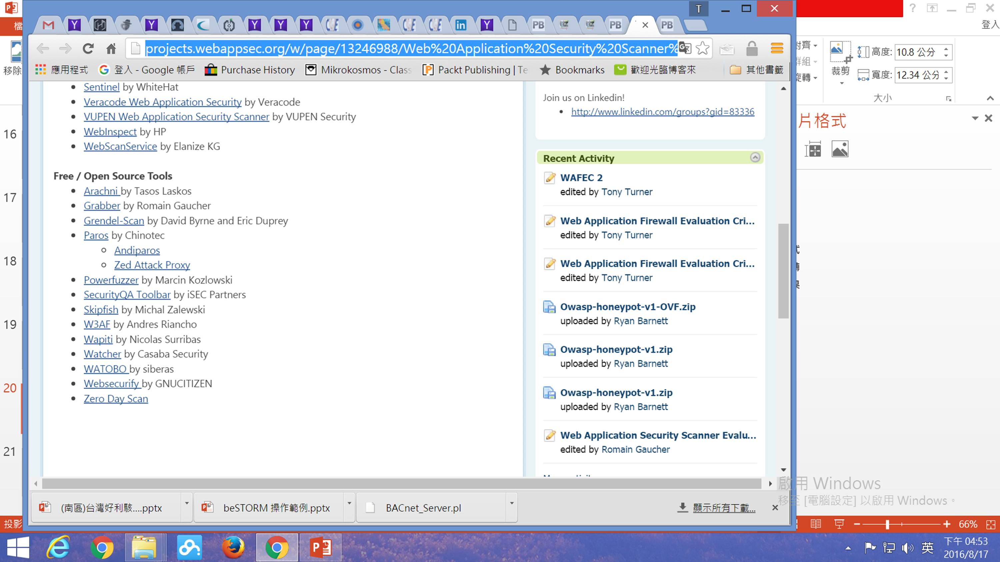 檔
登入
移除
T
PB
PB
PB
projects.webappsec.org/w/page/13246988/Web%20Application%20Security%20Scanner%
應用程式
登入 - Google 帳戶
Purchase History
Mikrokosmos - Class
Packt Publishing | Te
Bookmarks
歡迎光臨博客來
其他書籤
對齊
群組
旋轉
裁剪
高度: 10.8 公分
寬度: 12.34 公分
大小
片格式
16
17
18
19
20
21
Sentinel by WhiteHat
Veracode Web Application Security by Veracode
VUPEN Web Application Security Scanner by VUPEN Security
WebInspect by HP
WebScanService by Elanize KG
Free / Open Source Tools
Arachni by Tasos Laskos
Grabber by Romain Gaucher
Grendel-Scan by David Byrne and Eric Duprey
Paros by Chinotec
Andiparos
Zed Attack Proxy
Powerfuzzer by Marcin Kozlowski
SecurityQA Toolbar by iSEC Partners
Skipfish by Michal Zalewski
W3AF by Andres Riancho
Wapiti by Nicolas Surribas
Watcher by Casaba Security
WATOBO by siberas
Websecurify by GNUCITIZEN
Zero Day Scan
Join us on Linkedin!
http://www.linkedin.com/groups?gid=83336
Recent Activity
WAFEC 2
edited by Tony Turner
Web Application Firewall Evaluation Cri...
edited by Tony Turner
Web Application Firewall Evaluation Cri...
edited by Tony Turner
Owasp-honeypot-v1-OVF.zip
uploaded by Ryan Barnett
Owasp-honeypot-v1.zip
uploaded by Ryan Barnett
Owasp-honeypot-v1.zip
uploaded by Ryan Barnett
Web Application Security Scanner Evalu...
edited by Romain Gaucher
啟用 Windows
移至 [電腦設定] 以啟用 Windows。
(南區)台灣好利駭....pptx
beSTORM 操作範例.pptx
BACnet_Server.pl
顯示所有下載...
投影
66%
英
下午 04:53
2016/8/17